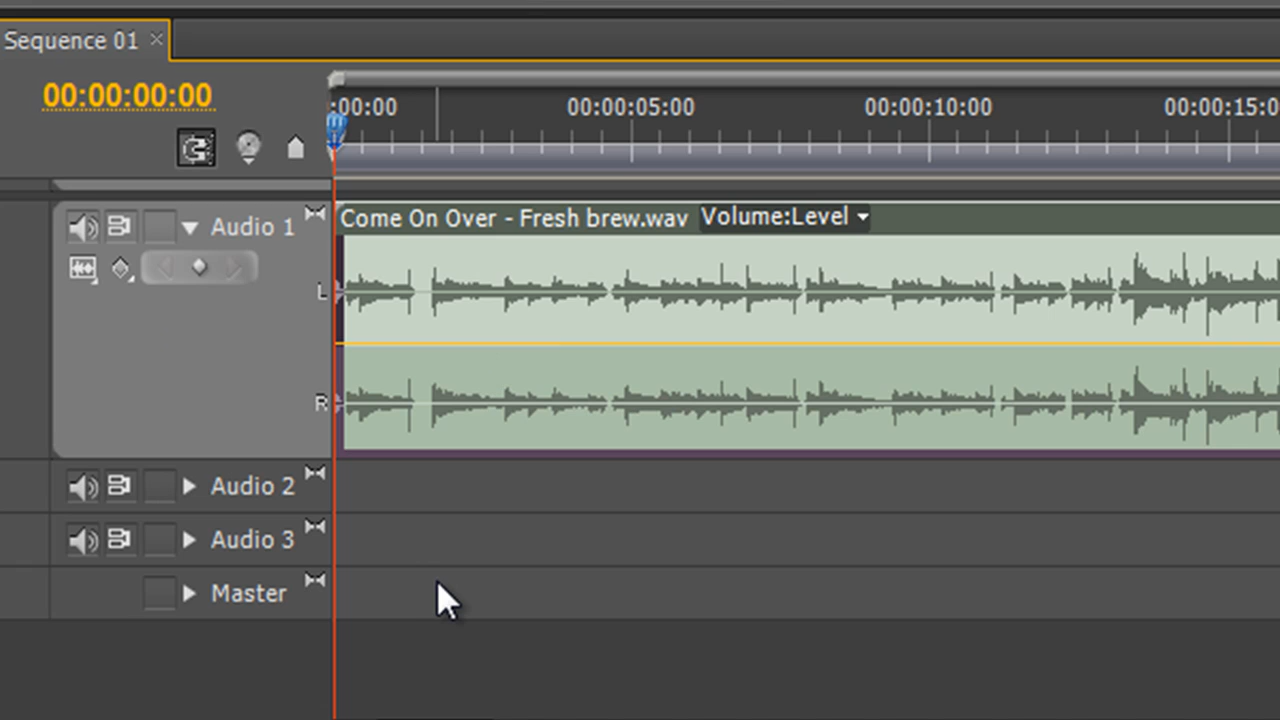 Sequence 01
00:00:00:00
:00:00 00:00:05:00 00:00:10:00 00:00:15:0
Audio 1
Come On Over - Fresh brew.wav Volume:Level
L
R
Audio 2
Audio 3
Master